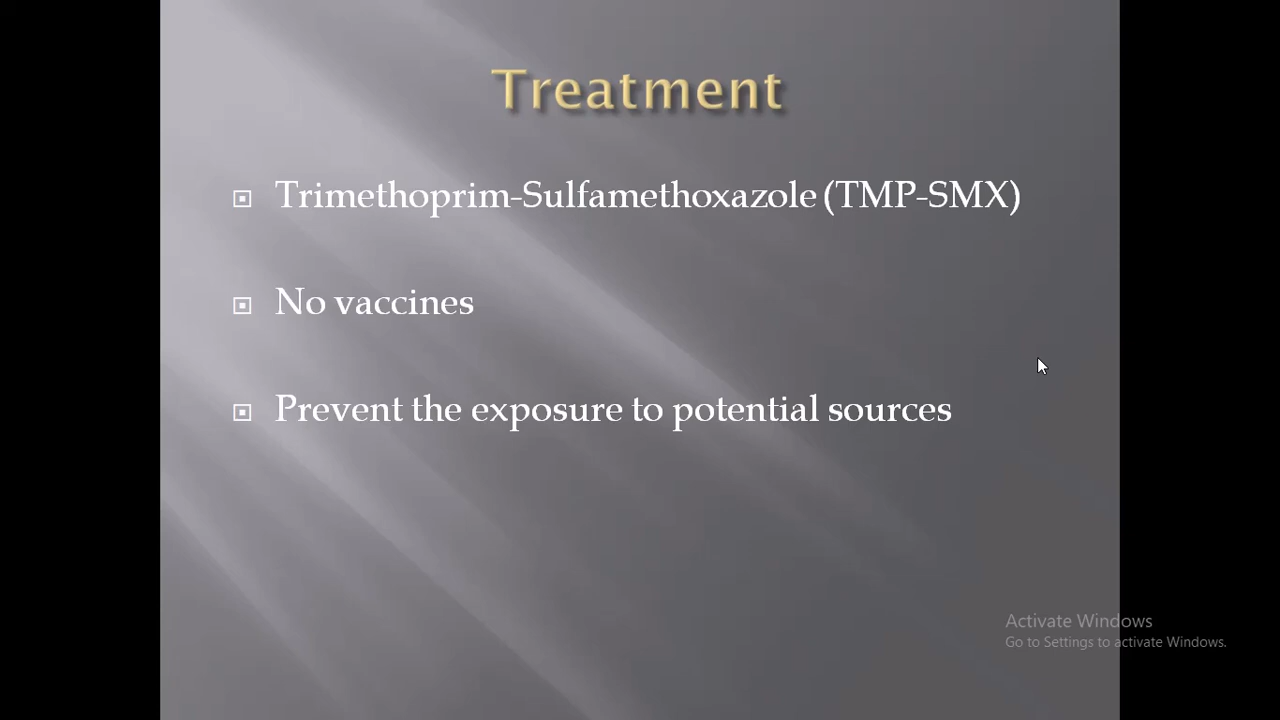 Treatment
Trimethoprim-Sulfamethoxazole (TMP-SMX)
No vaccines
Prevent the exposure to potential sources
Activate Windows
Go to Settings to activate Windows.